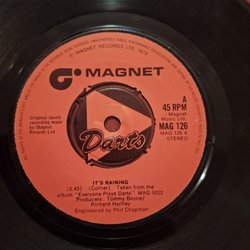 MAGNET
A
45 RPM
Magnet
Music Ltd.
MAG 126
MAG 126 A
STEREO
Original sound
recording made
by Magnet
Records Ltd.
Darts
IT'S RAINING
(3.45) (Collier) Taken from the
album "Everyone Plays Darts" MAG 5022
Producers: Tommy Boyce/
Richard Hartley
Engineered by Phil Chapman